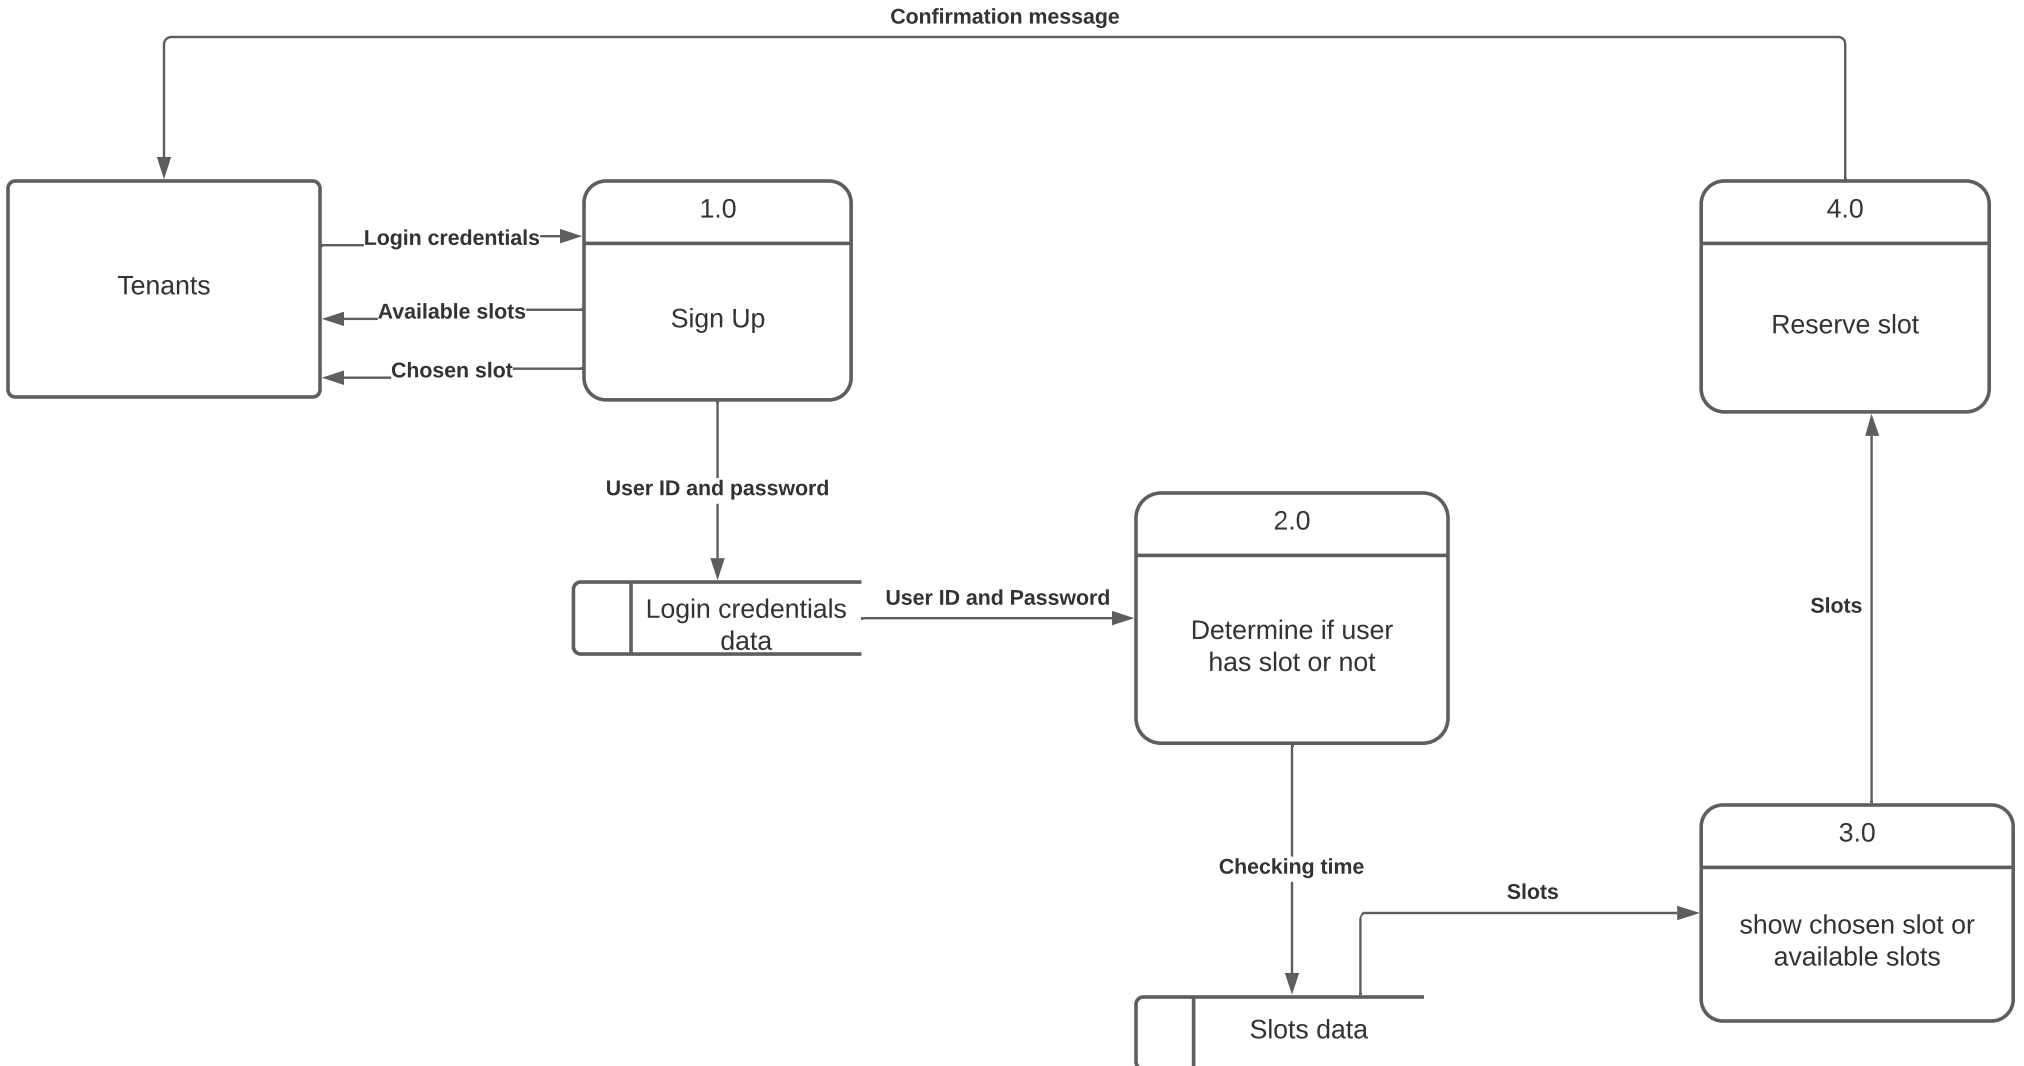 Confirmation message
Tenants
Login credentials
Available slots
Chosen slot
1.0
Sign Up
4.0
Reserve slot
User ID and password
Login credentials
data
User ID and Password
2.0
Determine if user
has slot or not
Slots
Checking time
Slots
3.0
show chosen slot or
available slots
Slots data